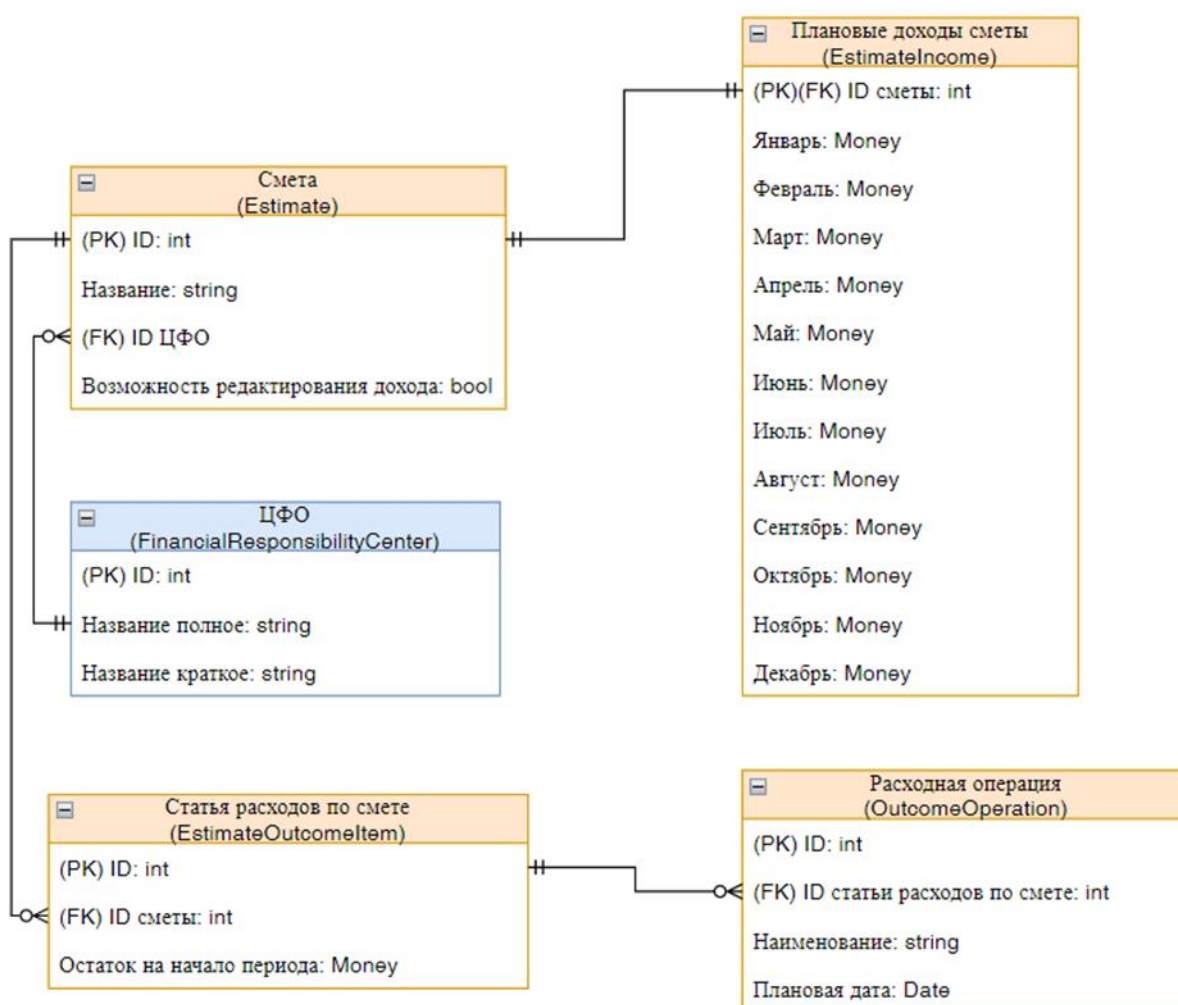 Плановые доходы сметы
(EstimateIncome)
(PK)(FK) ID сметы: int
Январь: Money
Февраль: Money
Март: Money
Апрель: Money
Май: Money
Июнь: Money
Июль: Money
Август: Money
Сентябрь: Money
Октябрь: Money
Ноябрь: Money
Декабрь: Money
Смета
(Estimate)
(PK) ID: int
Название: string
(FK) ID ЦФО
Возможность редактирования дохода: bool
ЦФО
(FinancialResponsibilityCenter)
(PK) ID: int
Название полное: string
Название краткое: string
Статья расходов по смете
(EstimateOutcomeItem)
(PK) ID: int
(FK) ID сметы: int
Остаток на начало периода: Money
Расходная операция
(OutcomeOperation)
(PK) ID: int
(FK) ID статьи расходов по смете: int
Наименование: string
Плановая дата: Date